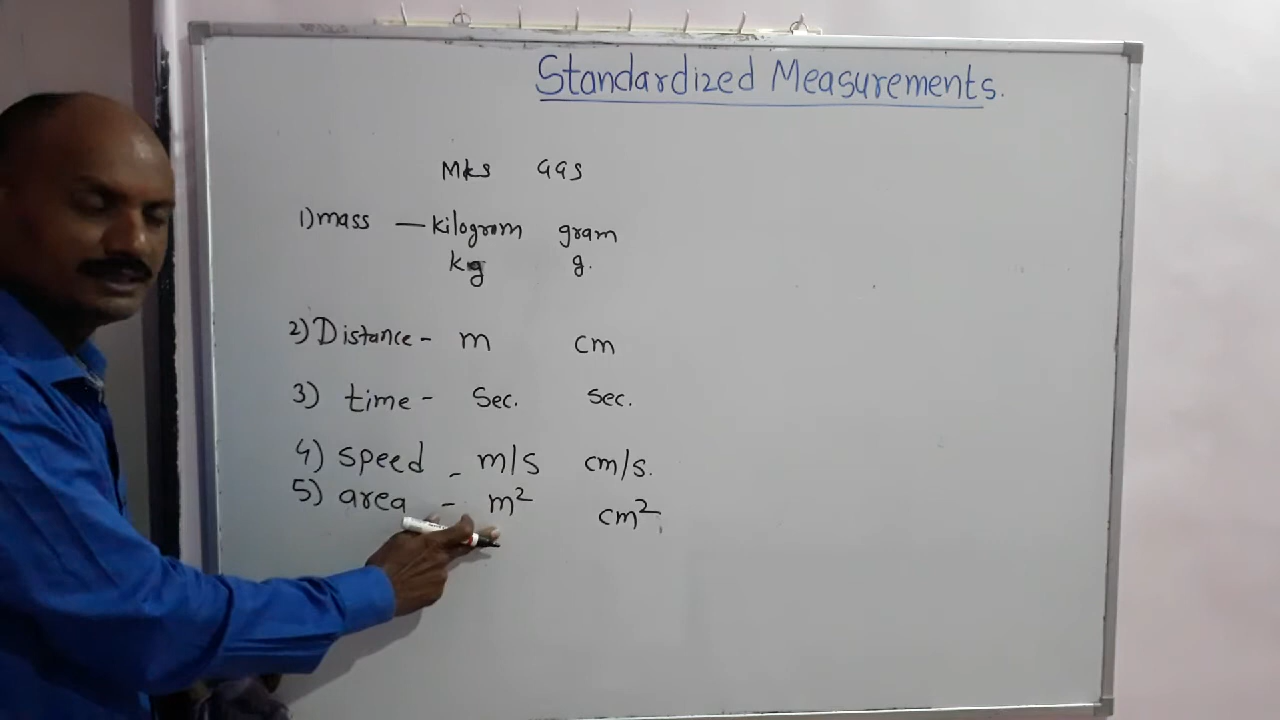 Standardized Measurements.
Mks GGS
1) mass — kilogram gram
kg g.
2) Distance - m cm
3) time - Sec. sec.
4) speed - m/s cm/s.
5) area - m² cm²